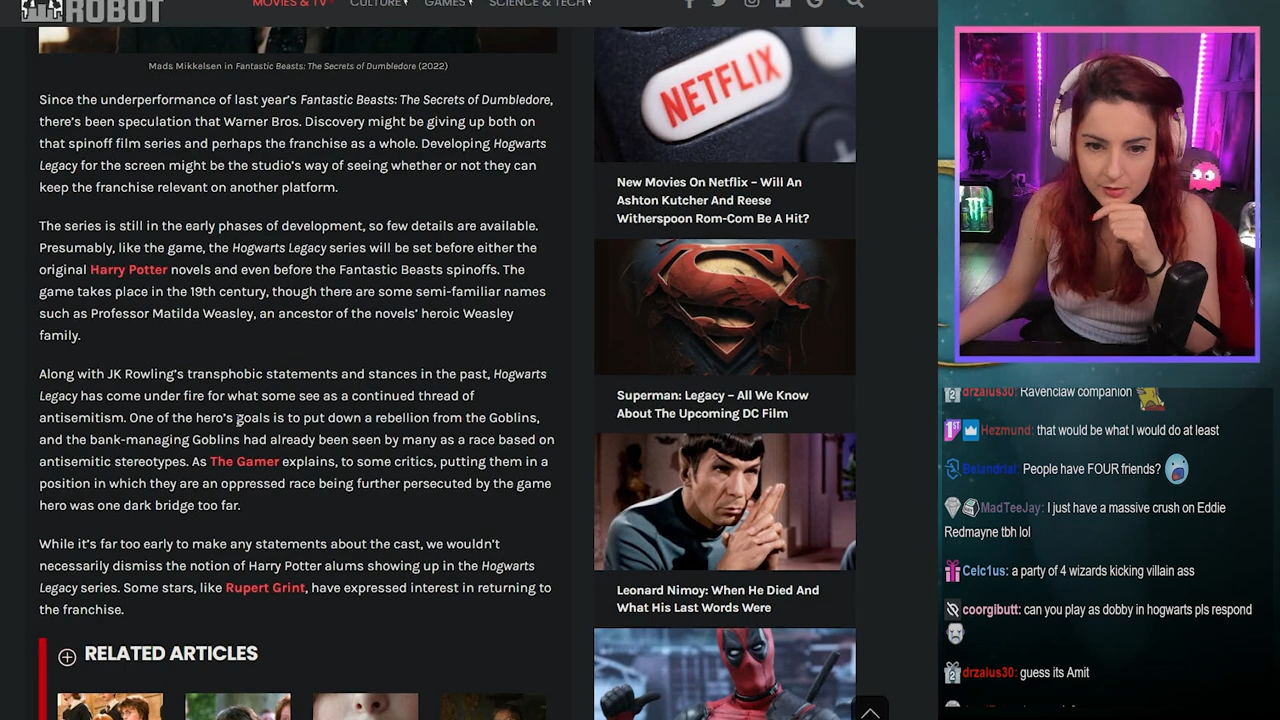 ROBOT
MOVIES & TV
CULTURE
GAMES
SCIENCE & TECH
Mads Mikkelsen in Fantastic Beasts: The Secrets of Dumbledore (2022)
Since the underperformance of last year's Fantastic Beasts: The Secrets of Dumbledore,
there's been speculation that Warner Bros. Discovery might be giving up both on
that spinoff film series and perhaps the franchise as a whole. Developing Hogwarts
Legacy for the screen might be the studio's way of seeing whether or not they can
keep the franchise relevant on another platform.
The series is still in the early phases of development, so few details are available.
Presumably, like the game, the Hogwarts Legacy series will be set before either the
original Harry Potter novels and even before the Fantastic Beasts spinoffs. The
game takes place in the 19th century, though there are some semi-familiar names
such as Professor Matilda Weasley, an ancestor of the novels' heroic Weasley
family.
Along with JK Rowling's transphobic statements and stances in the past, Hogwarts
Legacy has come under fire for what some see as a continued thread of
antisemitism. One of the hero's goals is to put down a rebellion from the Goblins,
and the bank-managing Goblins had already been seen by many as a race based on
antisemitic stereotypes. As The Gamer explains, to some critics, putting them in a
position in which they are an oppressed race being further persecuted by the game
hero was one dark bridge too far.
While it's far too early to make any statements about the cast, we wouldn't
necessarily dismiss the notion of Harry Potter alums showing up in the Hogwarts
Legacy series. Some stars, like Rupert Grint, have expressed interest in returning to
the franchise.
RELATED ARTICLES
NETFLIX
New Movies On Netflix – Will An
Ashton Kutcher And Reese
Witherspoon Rom-Com Be A Hit?
Superman: Legacy – All We Know
About The Upcoming DC Film
Leonard Nimoy: When He Died And
What His Last Words Were
drzaius30: Ravenclaw companion
1ST Hezmund: that would be what I would do at least
Belandrial: People have FOUR friends?
MadTeeJay: I just have a massive crush on Eddie
Redmayne tbh lol
Celc1us: a party of 4 wizards kicking villain ass
coorgibutt: can you play as dobby in hogwarts pls respond
2 drzaius30: guess its Amit